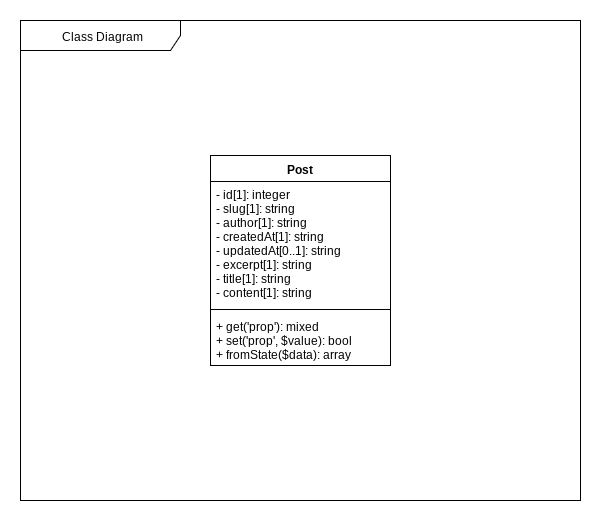 Class Diagram
Post
- id[1]: integer
- slug[1]: string
- author[1]: string
- createdAt[1]: string
- updatedAt[0..1]: string
- excerpt[1]: string
- title[1]: string
- content[1]: string
+ get('prop'): mixed
+ set('prop', $value): bool
+ fromState($data): array